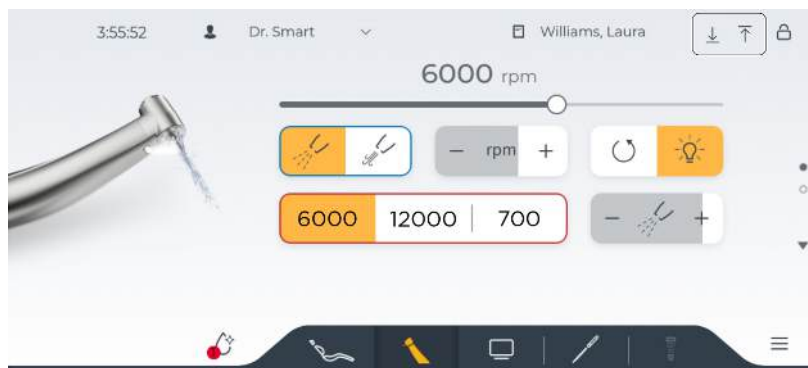 3:55:52 Dr. Smart Williams, Laura
6000 rpm
− rpm +
6000 12000 700
− +